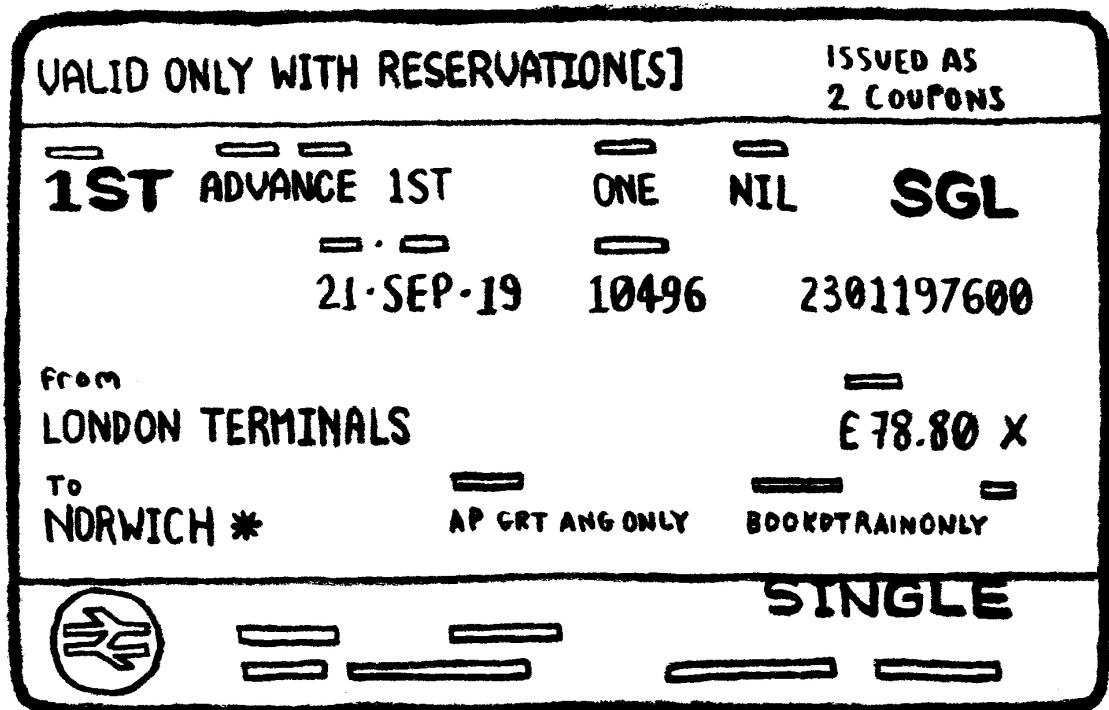 VALID ONLY WITH RESERVATION[S]
ISSUED AS
2 COUPONS
1ST ADVANCE 1ST ONE NIL SGL
21·SEP·19 10496 2301197600
From
LONDON TERMINALS £78.80 X
To
NORWICH * AP GRT ANG ONLY BOOKDTRAINONLY
SINGLE